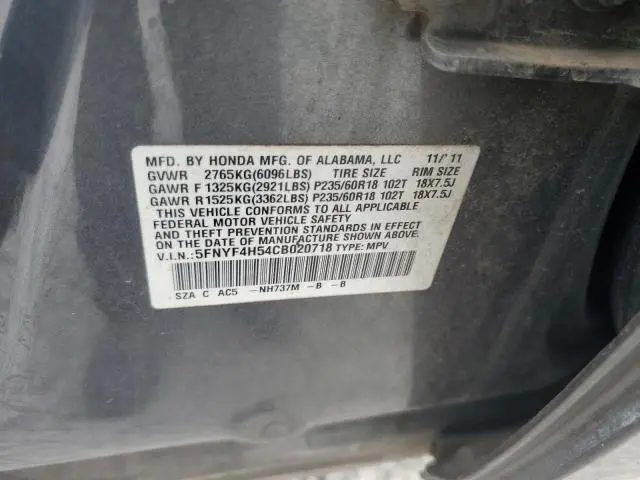 MFD. BY HONDA MFG. OF ALABAMA, LLC 11/'11
GVWR 2765KG(6096LBS) TIRE SIZE RIM SIZE
GAWR F 1325KG(2921LBS) P235/60R18 102T 18X7.5J
GAWR R 1525KG(3362LBS) P235/60R18 102T 18X7.5J
THIS VEHICLE CONFORMS TO ALL APPLICABLE
FEDERAL MOTOR VEHICLE SAFETY
AND THEFT PREVENTION STANDARDS IN EFFECT
ON THE DATE OF MANUFACTURE SHOWN ABOVE.
V.I.N.: 5FNYF4H54CB020718 TYPE: MPV
SZA C AC5 -NH737M -B -B